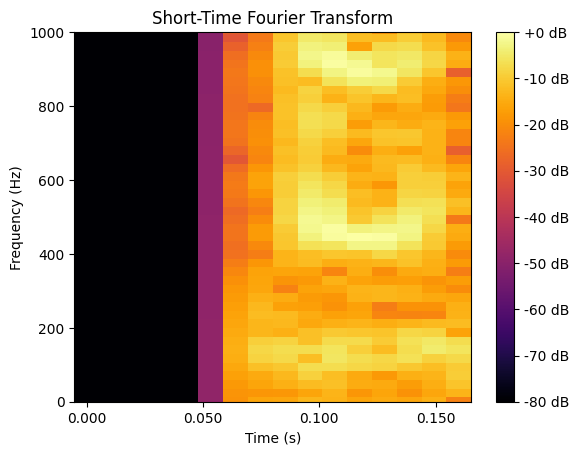 Short-Time Fourier Transform
Frequency (Hz)
1000
800
600
400
200
0
0.000
0.050
0.100
0.150
Time (s)
+0 dB
-10 dB
-20 dB
-30 dB
-40 dB
-50 dB
-60 dB
-70 dB
-80 dB